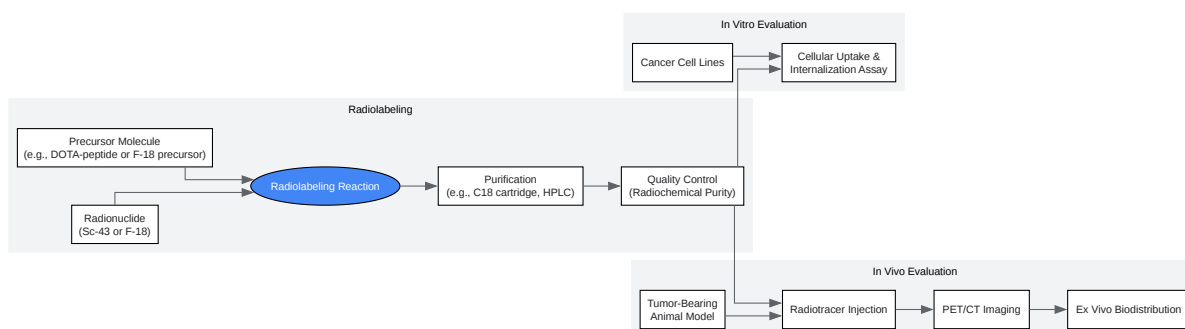 In Vitro Evaluation
Cancer Cell Lines
Cellular Uptake &
Internalization Assay
Radiolabeling
Precursor Molecule
(e.g., DOTA-peptide or F-18 precursor)
Radionuclide
(Sc-43 or F-18)
Radiolabeling Reaction
Purification
(e.g., C18 cartridge, HPLC)
Quality Control
(Radiochemical Purity)
In Vivo Evaluation
Tumor-Bearing
Animal Model
Radiotracer Injection
PET/CT Imaging
Ex Vivo Biodistribution